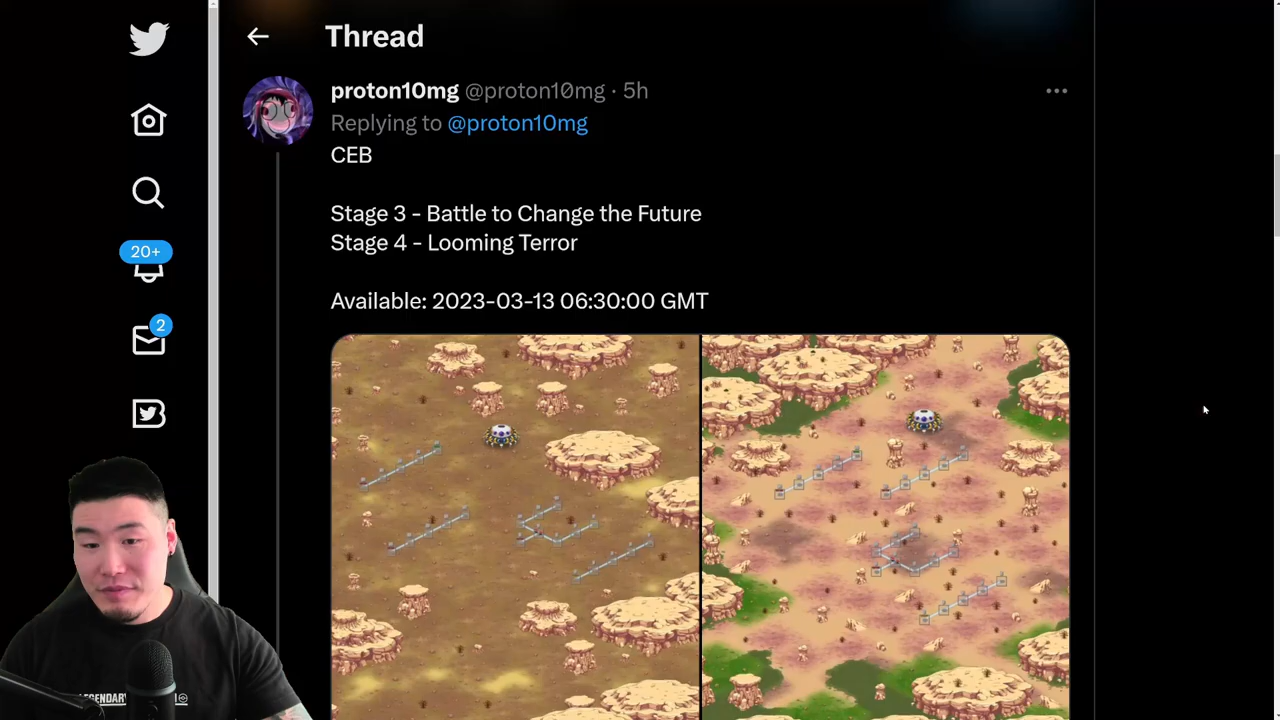 Thread
proton10mg @proton10mg · 5h
Replying to @proton10mg
CEB
Stage 3 - Battle to Change the Future
Stage 4 - Looming Terror
Available: 2023-03-13 06:30:00 GMT
20+
2